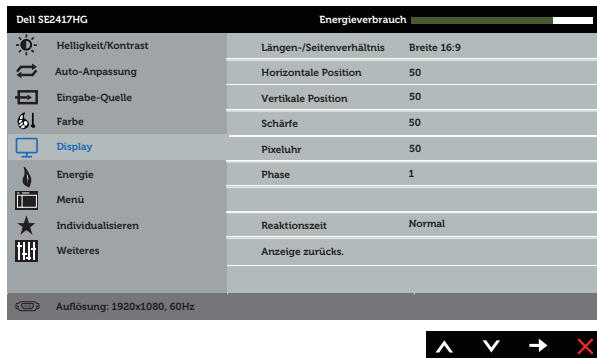 Dell SE2417HG Energieverbrauch
Helligkeit/Kontrast Längen-/Seitenverhältnis Breite 16:9
Auto-Anpassung Horizontale Position 50
Eingabe-Quelle Vertikale Position 50
Farbe Schärfe 50
Display Pixeluhr 50
Energie Phase 1
Menü
Individualisieren Reaktionszeit Normal
Weiteres Anzeige zurücks.
Auflösung: 1920x1080, 60Hz